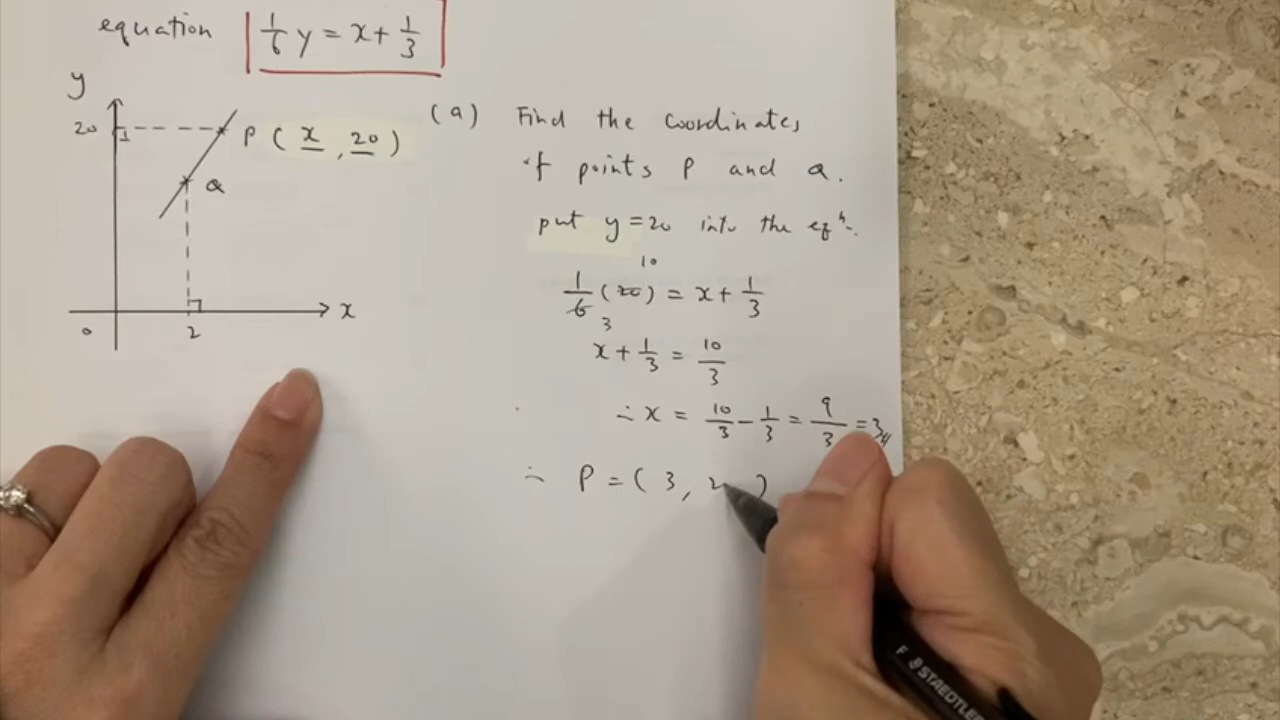 equation 1/6 y = x + 1/3
y
20
P ( x , 20 )
Q
0
2
x
(a) Find the coordinates
of points P and Q.
put y = 20 into the eqⁿ.
10
1/6 (20) = x + 1/3
3
x + 1/3 = 10/3
∴ x = 10/3 - 1/3 = 9/3 = 3
∴ P = ( 3 , 2 )
F STAEDTLER